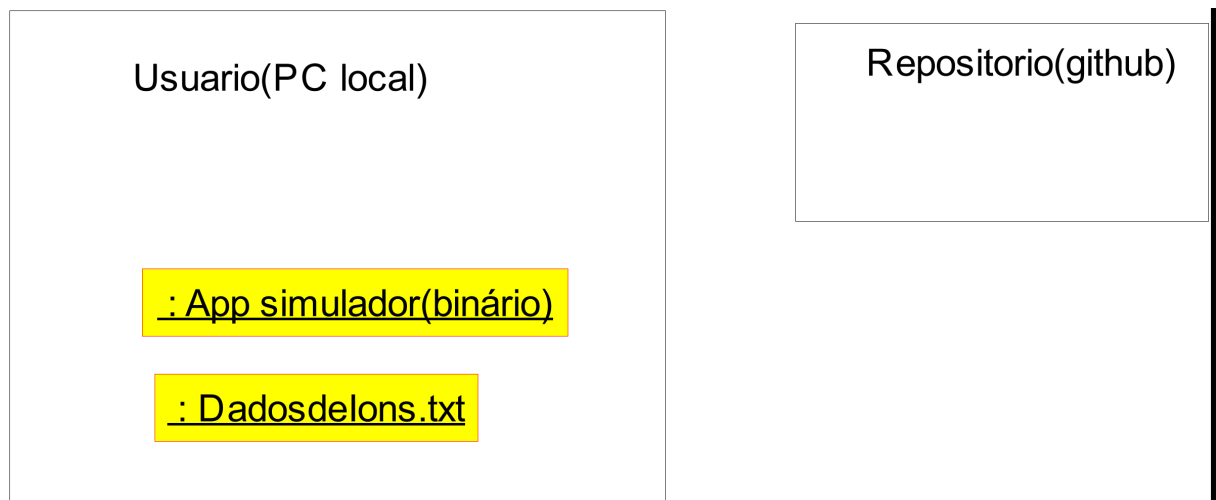 Usuario(PC local)
Repositorio(github)
: App simulador(binário)
: DadosdeIons.txt